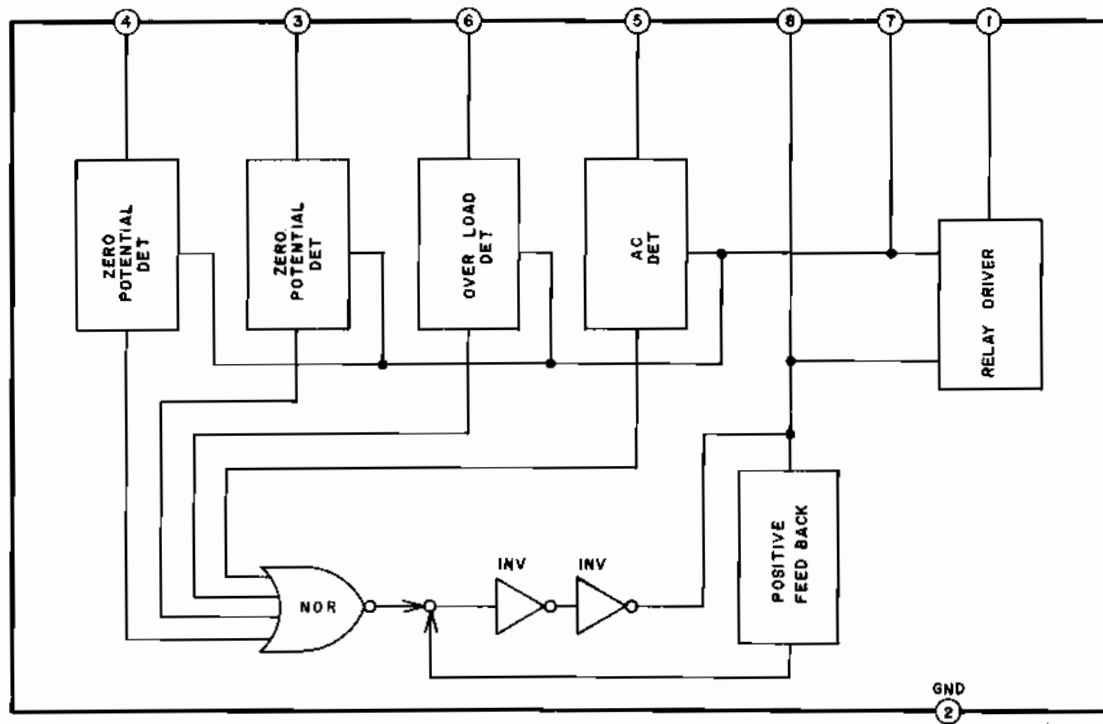 4 3 6 5 8 7 1
ZERO
POTENTIAL
DET
ZERO
POTENTIAL
DET
OVER LOAD
DET
AC
DET
RELAY DRIVER
POSITIVE
FEED BACK
INV INV
NOR
GND
2